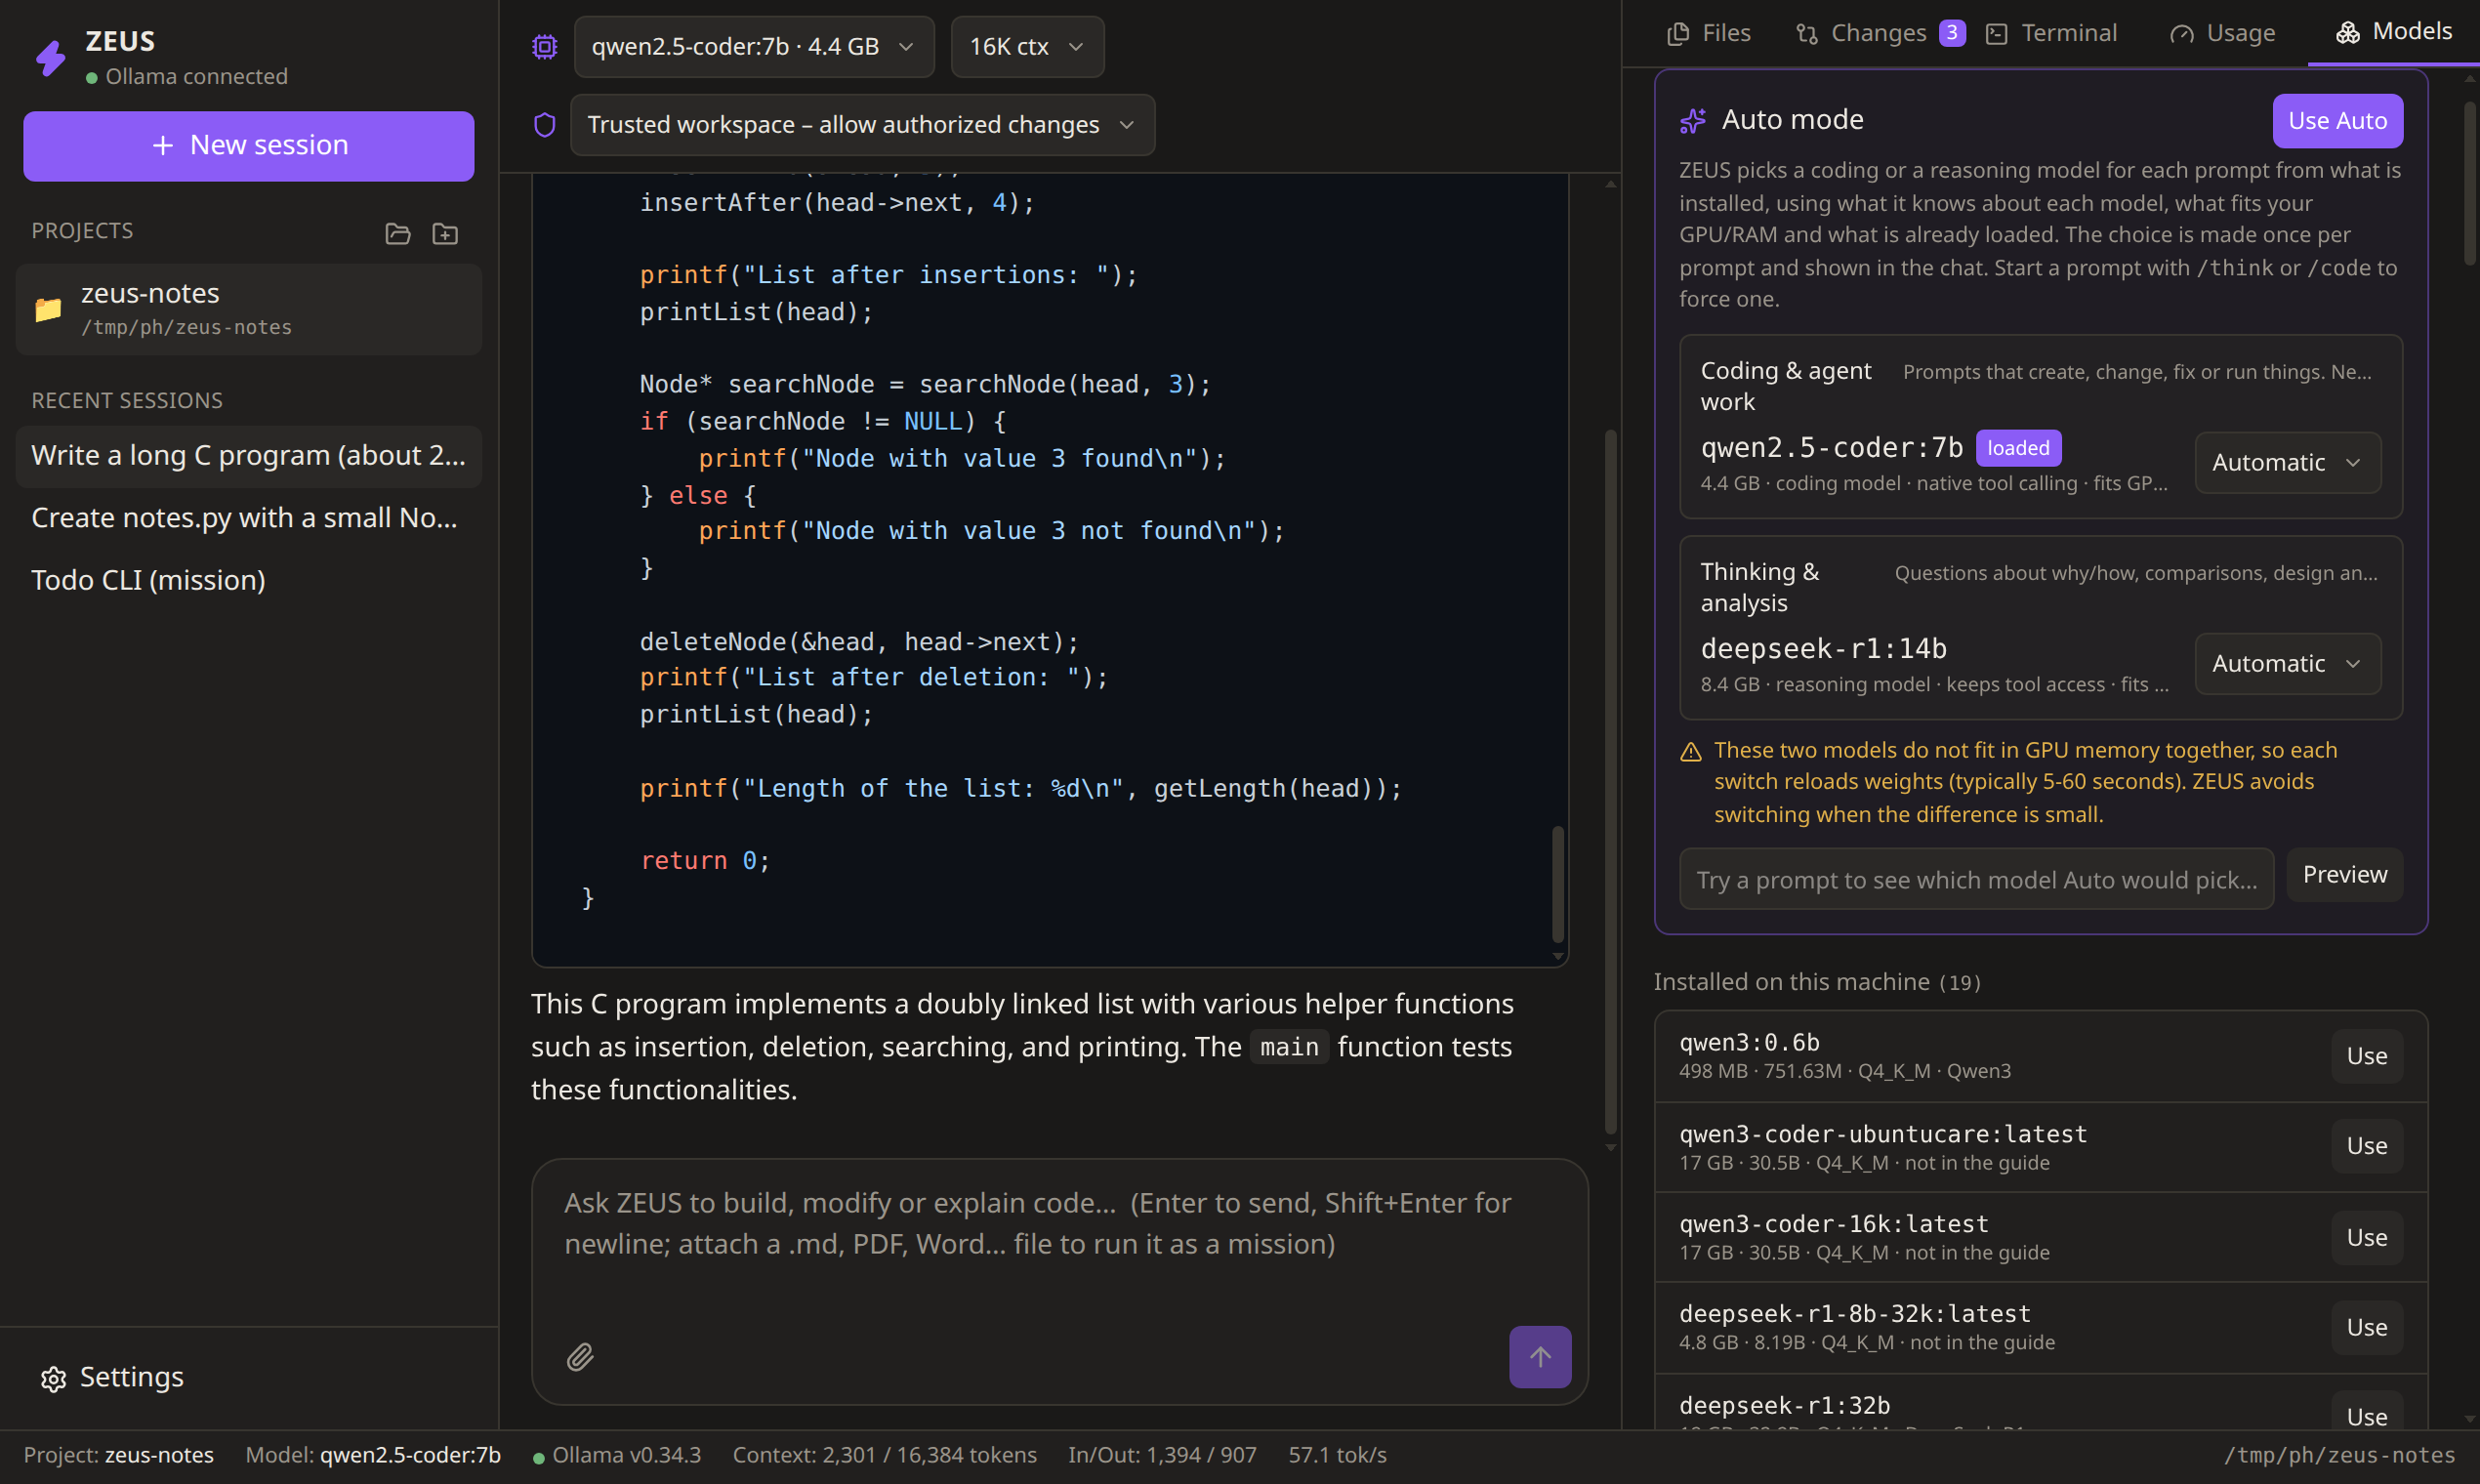 ZEUS
Ollama connected
New session
PROJECTS
zeus-notes
/tmp/ph/zeus-notes
RECENT SESSIONS
Write a long C program (about 2...
Create notes.py with a small No...
Todo CLI (mission)
Settings
qwen2.5-coder:7b · 4.4 GB
16K ctx
Trusted workspace – allow authorized changes
insertAfter(head->next, 4);
printf("List after insertions: ");
printList(head);
Node* searchNode = searchNode(head, 3);
if (searchNode != NULL) {
printf("Node with value 3 found\n");
} else {
printf("Node with value 3 not found\n");
}
deleteNode(&head, head->next);
printf("List after deletion: ");
printList(head);
printf("Length of the list: %d\n", getLength(head));
return 0;
}
This C program implements a doubly linked list with various helper functions
such as insertion, deletion, searching, and printing. The main function tests
these functionalities.
Ask ZEUS to build, modify or explain code... (Enter to send, Shift+Enter for
newline; attach a .md, PDF, Word... file to run it as a mission)
Files
Changes 3
Terminal
Usage
Models
Auto mode
Use Auto
ZEUS picks a coding or a reasoning model for each prompt from what is
installed, using what it knows about each model, what fits your
GPU/RAM and what is already loaded. The choice is made once per
prompt and shown in the chat. Start a prompt with /think or /code to
force one.
Coding & agent
work
Prompts that create, change, fix or run things. Ne...
qwen2.5-coder:7b loaded
4.4 GB · coding model · native tool calling · fits GP...
Automatic
Thinking &
analysis
Questions about why/how, comparisons, design an...
deepseek-r1:14b
8.4 GB · reasoning model · keeps tool access · fits ...
Automatic
These two models do not fit in GPU memory together, so each
switch reloads weights (typically 5-60 seconds). ZEUS avoids
switching when the difference is small.
Try a prompt to see which model Auto would pick...
Preview
Installed on this machine (19)
qwen3:0.6b
498 MB · 751.63M · Q4_K_M · Qwen3
Use
qwen3-coder-ubuntucare:latest
17 GB · 30.5B · Q4_K_M · not in the guide
Use
qwen3-coder-16k:latest
17 GB · 30.5B · Q4_K_M · not in the guide
Use
deepseek-r1-8b-32k:latest
4.8 GB · 8.19B · Q4_K_M · not in the guide
Use
deepseek-r1:32b
Use
Project: zeus-notes
Model: qwen2.5-coder:7b
Ollama v0.34.3
Context: 2,301 / 16,384 tokens
In/Out: 1,394 / 907
57.1 tok/s
/tmp/ph/zeus-notes